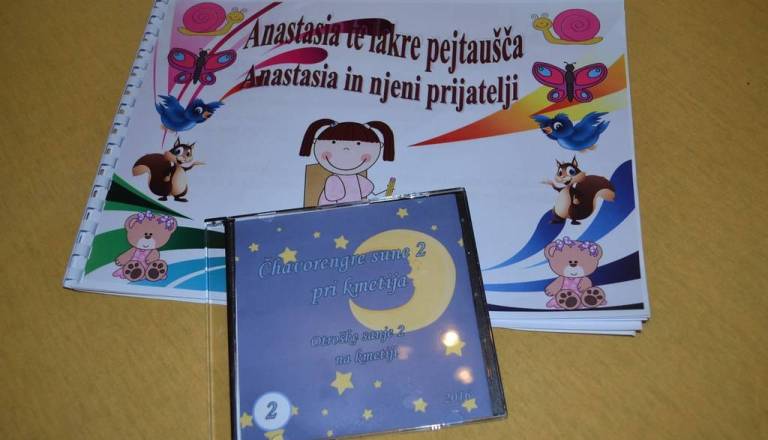 Anastasia te lakre pejtaušča
Anastasia in njeni prijatelji
Čhavorengre sune 2
pri kmetija
Otroške sanje 2
na kmetiji
2
2016